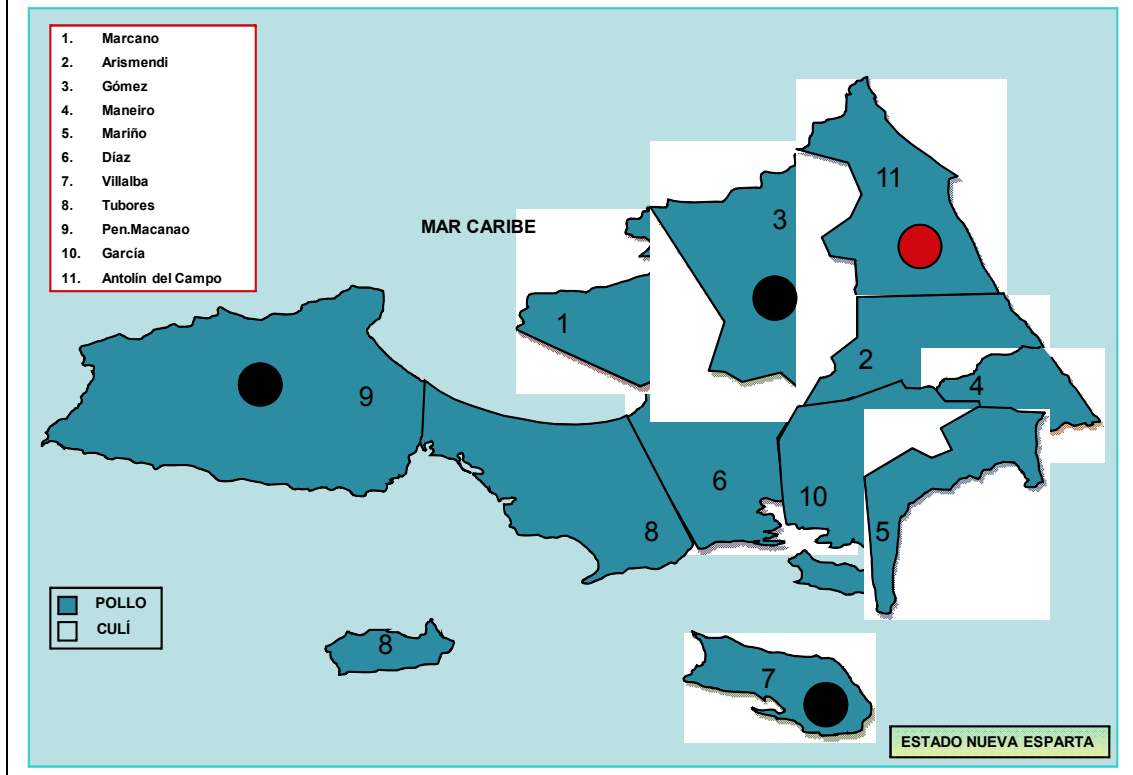 1. Marcano
2. Arismendi
3. Gómez
4. Maneiro
5. Mariño
6. Díaz
7. Villalba
8. Tubores
9. Pen.Macanao
10. García
11. Antolín del Campo
MAR CARIBE
11
3
1
2
4
9
6
10
8
5
8
7
POLLO
CULÍ
ESTADO NUEVA ESPARTA